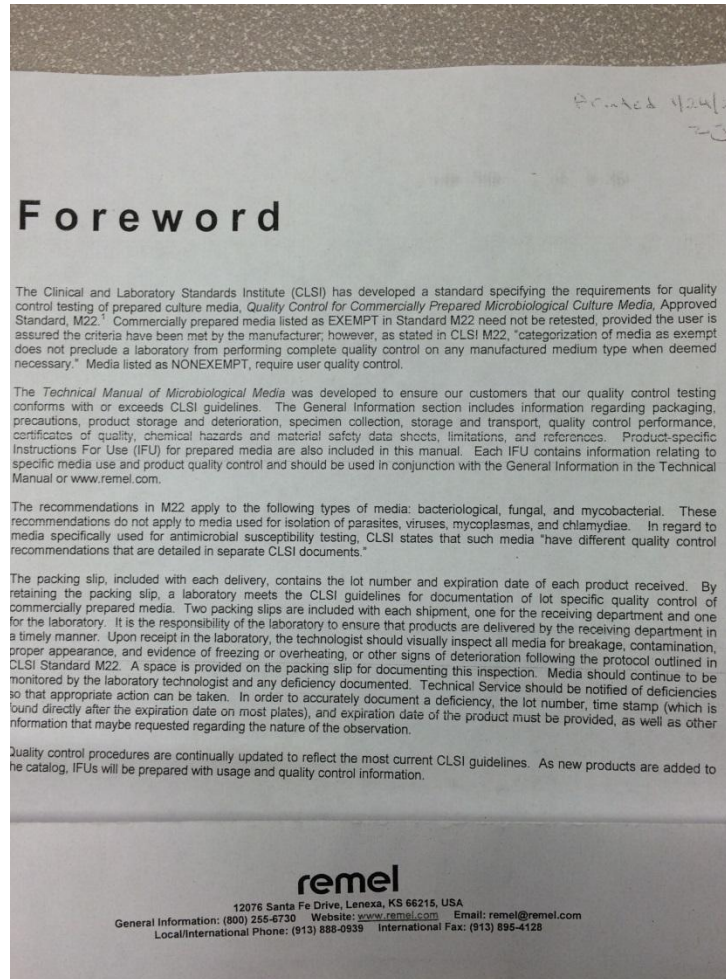 Printed 1/24/
Foreword
The Clinical and Laboratory Standards Institute (CLSI) has developed a standard specifying the requirements for quality
control testing of prepared culture media, Quality Control for Commercially Prepared Microbiological Culture Media, Approved
Standard, M22.¹ Commercially prepared media listed as EXEMPT in Standard M22 need not be retested, provided the user is
assured the criteria have been met by the manufacturer; however, as stated in CLSI M22, "categorization of media as exempt
does not preclude a laboratory from performing complete quality control on any manufactured medium type when deemed
necessary." Media listed as NONEXEMPT, require user quality control.
The Technical Manual of Microbiological Media was developed to ensure our customers that our quality control testing
conforms with or exceeds CLSI guidelines. The General Information section includes information regarding packaging,
precautions, product storage and deterioration, specimen collection, storage and transport, quality control performance,
certificates of quality, chemical hazards and material safety data sheets, limitations, and references. Product-specific
Instructions For Use (IFU) for prepared media are also included in this manual. Each IFU contains information relating to
specific media use and product quality control and should be used in conjunction with the General Information in the Technical
Manual or www.remel.com.
The recommendations in M22 apply to the following types of media: bacteriological, fungal, and mycobacterial. These
recommendations do not apply to media used for isolation of parasites, viruses, mycoplasmas, and chlamydiae. In regard to
media specifically used for antimicrobial susceptibility testing, CLSI states that such media "have different quality control
recommendations that are detailed in separate CLSI documents."
The packing slip, included with each delivery, contains the lot number and expiration date of each product received. By
retaining the packing slip, a laboratory meets the CLSI guidelines for documentation of lot specific quality control of
commercially prepared media. Two packing slips are included with each shipment, one for the receiving department and one
for the laboratory. It is the responsibility of the laboratory to ensure that products are delivered by the receiving department in
a timely manner. Upon receipt in the laboratory, the technologist should visually inspect all media for breakage, contamination,
proper appearance, and evidence of freezing or overheating, or other signs of deterioration following the protocol outlined in
CLSI Standard M22. A space is provided on the packing slip for documenting this inspection. Media should continue to be
monitored by the laboratory technologist and any deficiency documented. Technical Service should be notified of deficiencies
so that appropriate action can be taken. In order to accurately document a deficiency, the lot number, time stamp (which is
found directly after the expiration date on most plates), and expiration date of the product must be provided, as well as other
information that maybe requested regarding the nature of the observation.
Quality control procedures are continually updated to reflect the most current CLSI guidelines. As new products are added to
the catalog, IFUs will be prepared with usage and quality control information.
remel
12076 Santa Fe Drive, Lenexa, KS 66215, USA
General Information: (800) 255-6730 Website: www.remel.com Email: remel@remel.com
Local/International Phone: (913) 888-0939 International Fax: (913) 895-4128